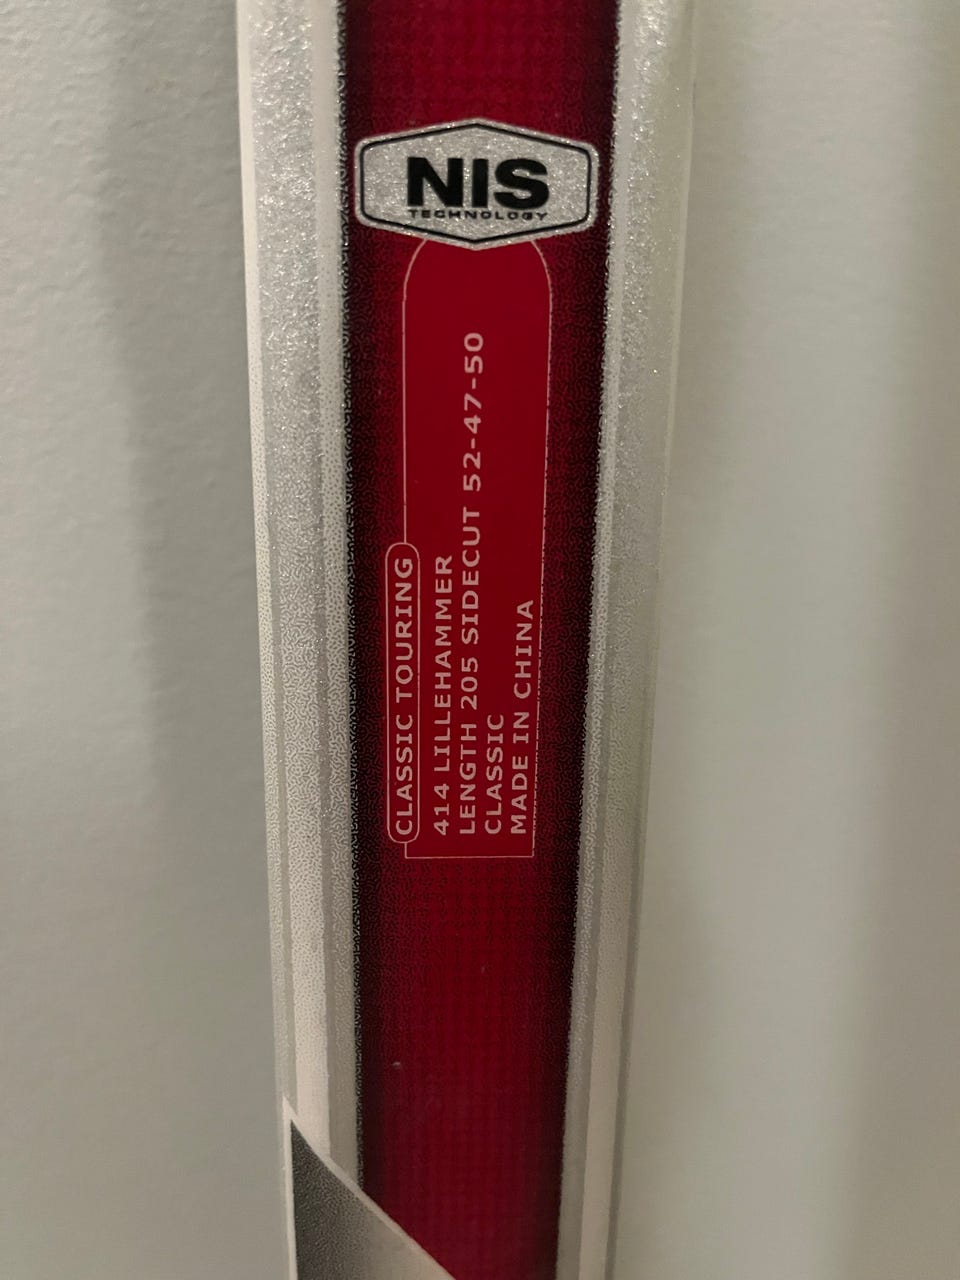 NIS
TECHNOLOGY
CLASSIC TOURING
414 LILLEHAMMER
LENGTH 205 SIDECUT 52-47-50
CLASSIC
MADE IN CHINA